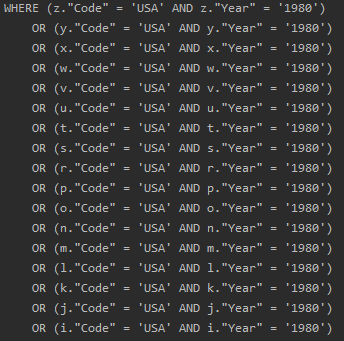 WHERE (z."Code" = 'USA' AND z."Year" = '1980')
OR (y."Code" = 'USA' AND y."Year" = '1980')
OR (x."Code" = 'USA' AND x."Year" = '1980')
OR (w."Code" = 'USA' AND w."Year" = '1980')
OR (v."Code" = 'USA' AND v."Year" = '1980')
OR (u."Code" = 'USA' AND u."Year" = '1980')
OR (t."Code" = 'USA' AND t."Year" = '1980')
OR (s."Code" = 'USA' AND s."Year" = '1980')
OR (r."Code" = 'USA' AND r."Year" = '1980')
OR (p."Code" = 'USA' AND p."Year" = '1980')
OR (o."Code" = 'USA' AND o."Year" = '1980')
OR (n."Code" = 'USA' AND n."Year" = '1980')
OR (m."Code" = 'USA' AND m."Year" = '1980')
OR (l."Code" = 'USA' AND l."Year" = '1980')
OR (k."Code" = 'USA' AND k."Year" = '1980')
OR (j."Code" = 'USA' AND j."Year" = '1980')
OR (i."Code" = 'USA' AND i."Year" = '1980')